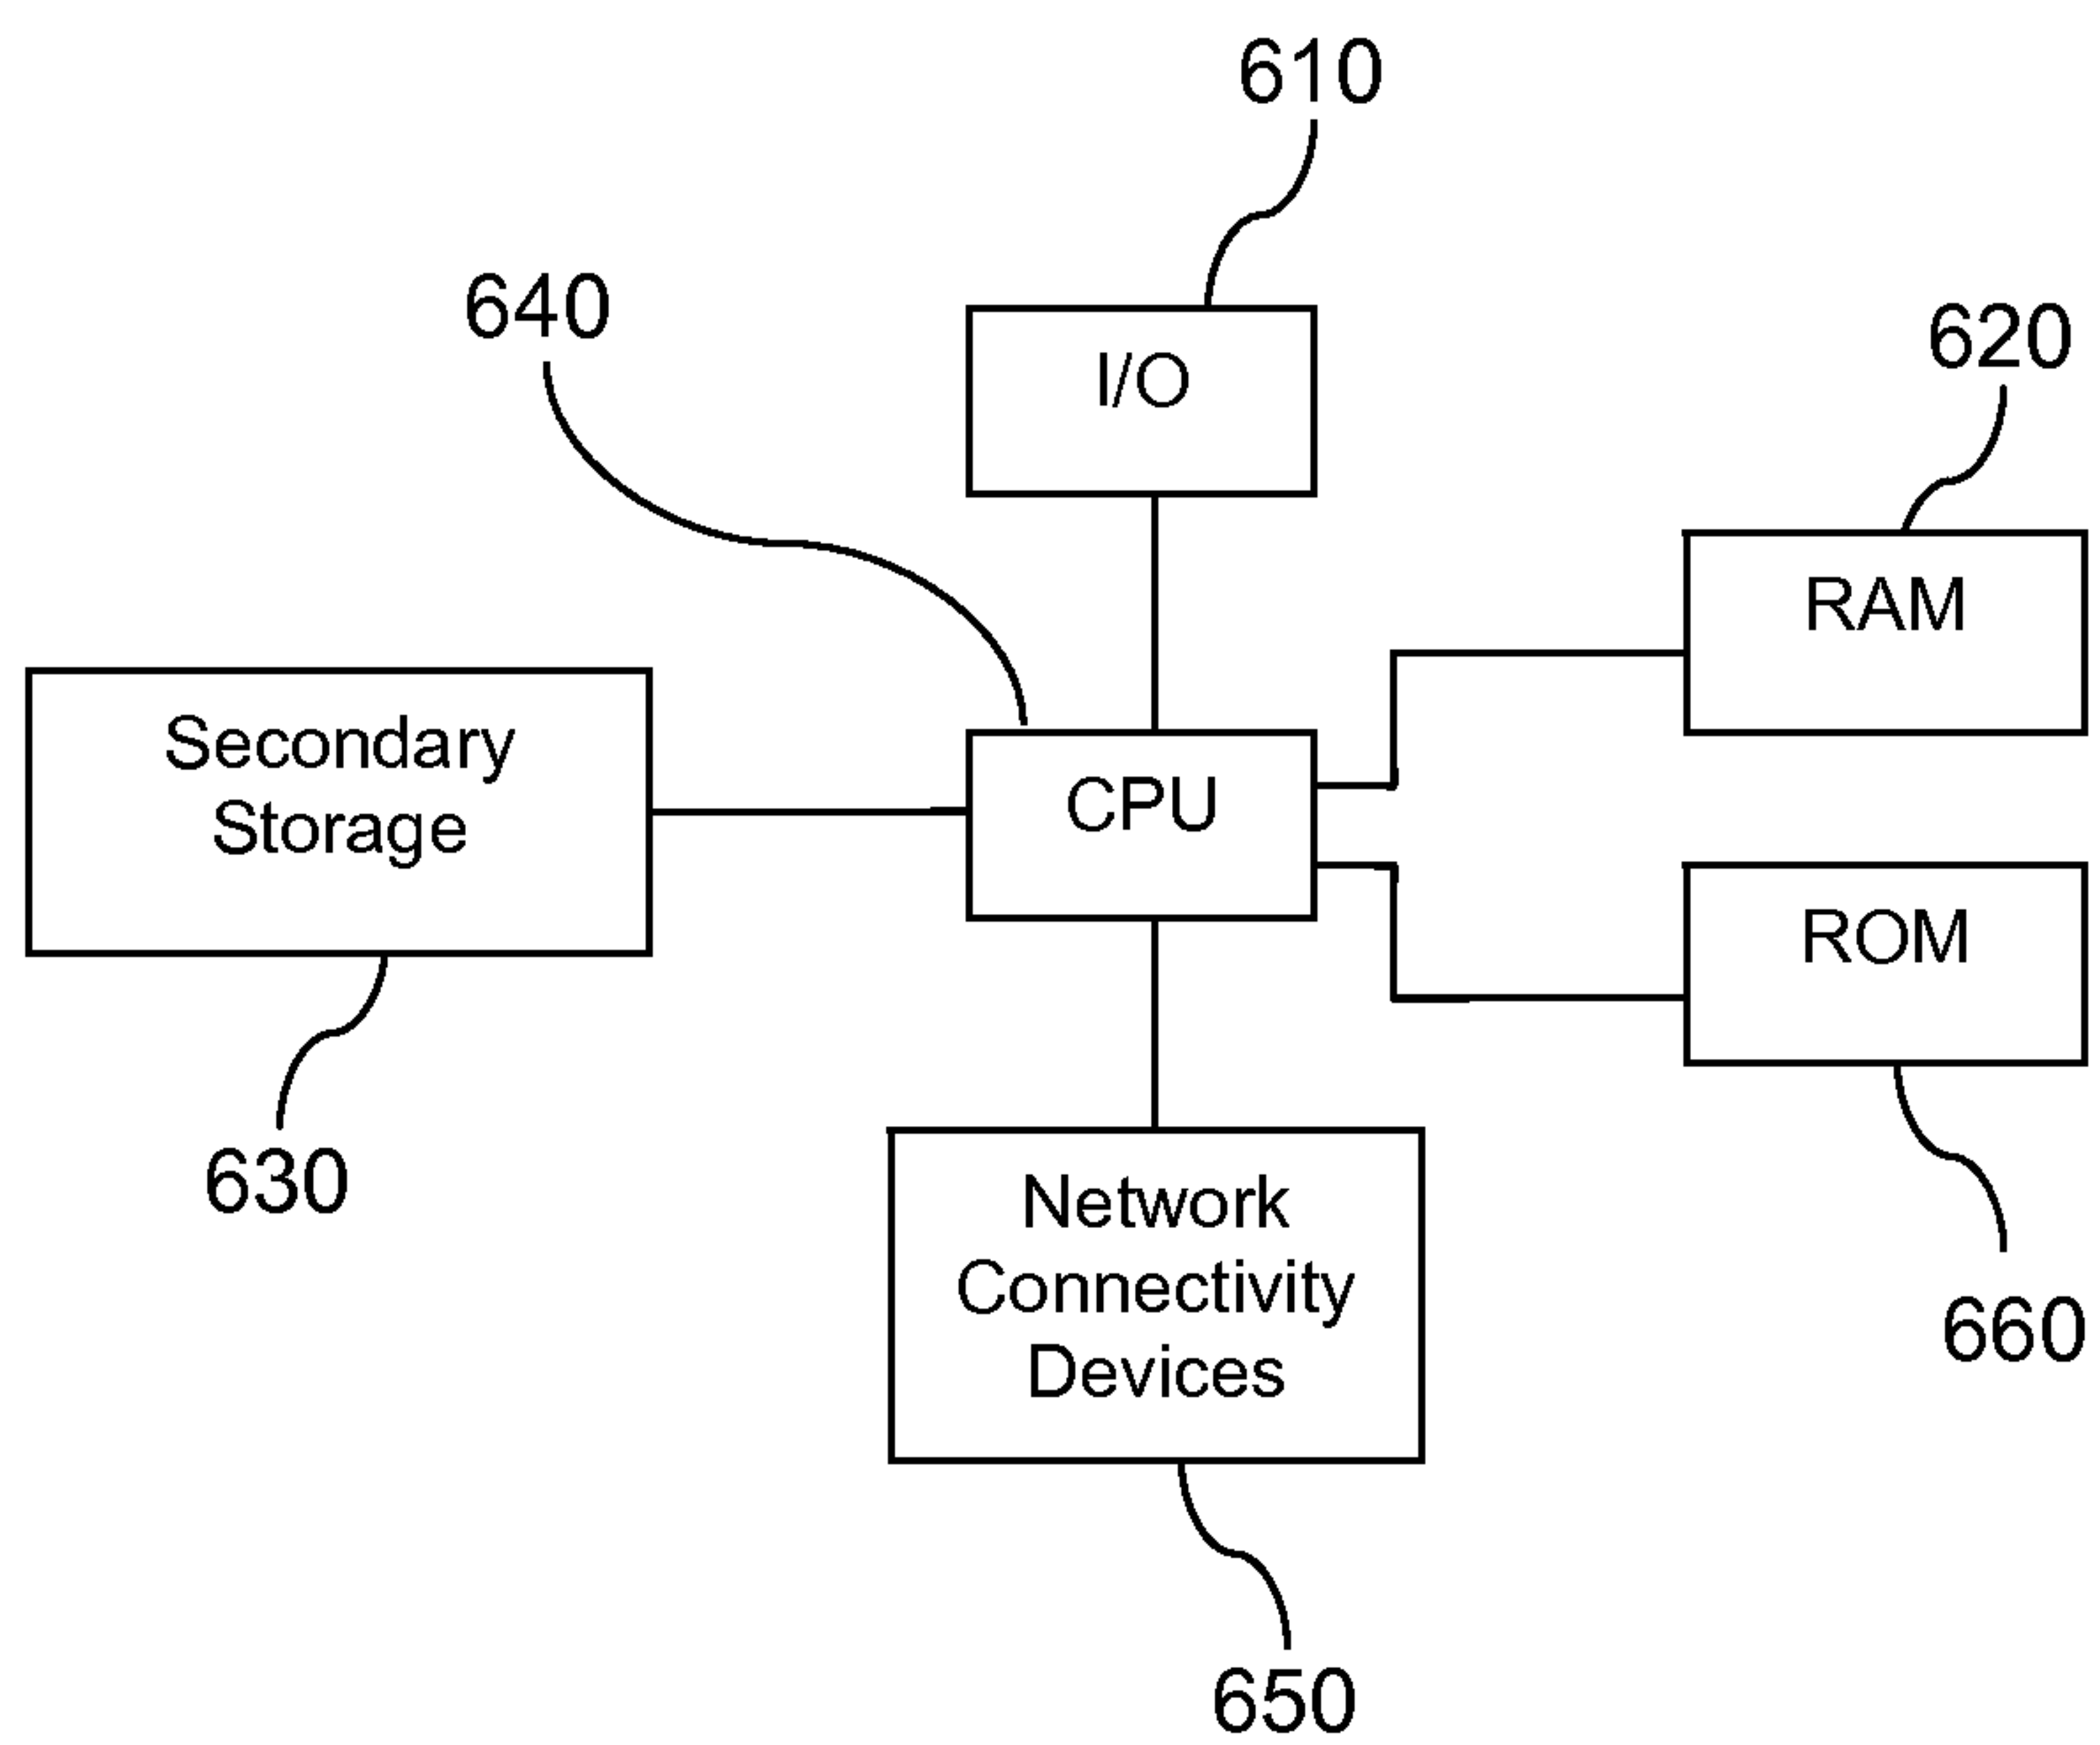 610
640
I/O
620
RAM
Secondary
Storage
CPU
ROM
630
Network
Connectivity
Devices
660
650